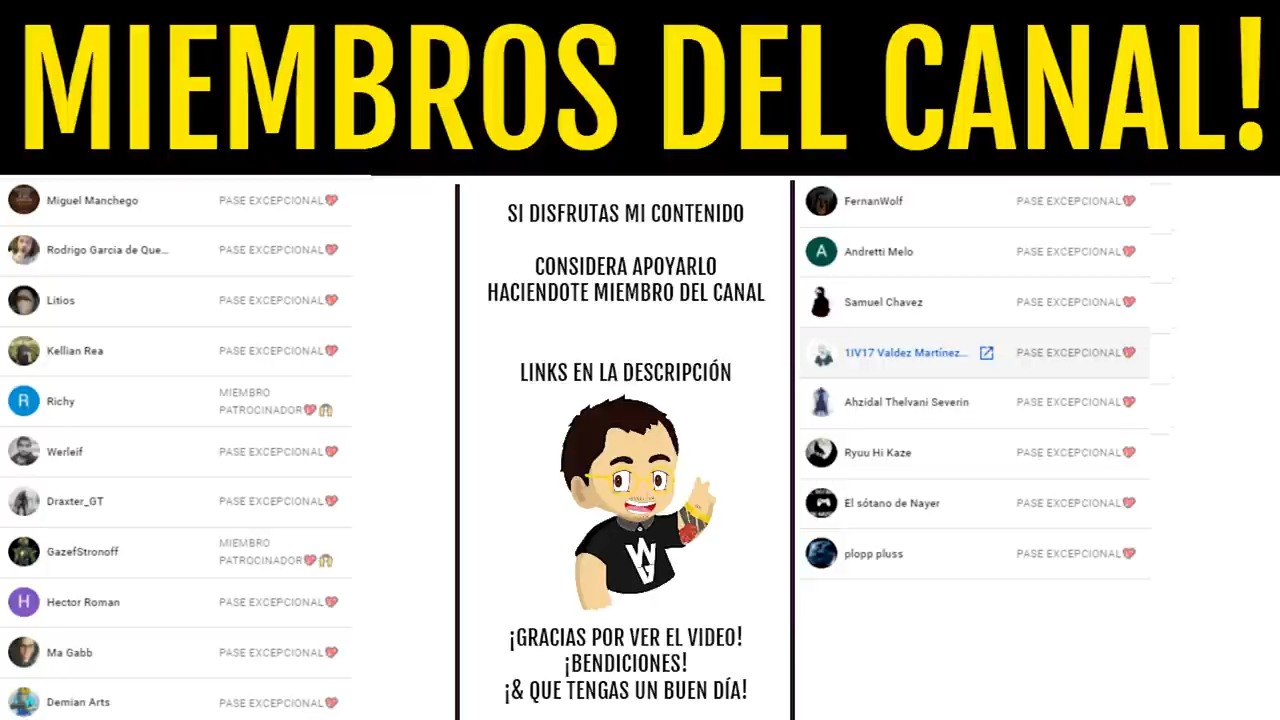 MIEMBROS DEL CANAL!
Miguel Manchego PASE EXCEPCIONAL💖
Rodrigo Garcia de Que... PASE EXCEPCIONAL💖
Litios PASE EXCEPCIONAL💖
Kellian Rea PASE EXCEPCIONAL💖
R Richy MIEMBRO
PATROCINADOR💖🙌
Werleif PASE EXCEPCIONAL💖
Draxter_GT PASE EXCEPCIONAL💖
GazefStronoff MIEMBRO
PATROCINADOR💖🙌
H Hector Roman PASE EXCEPCIONAL💖
Ma Gabb PASE EXCEPCIONAL💖
Demian Arts PASE EXCEPCIONAL💖
SI DISFRUTAS MI CONTENIDO
CONSIDERA APOYARLO
HACIENDOTE MIEMBRO DEL CANAL
LINKS EN LA DESCRIPCIÓN
¡GRACIAS POR VER EL VIDEO!
¡BENDICIONES!
¡& QUE TENGAS UN BUEN DÍA!
FernanWolf PASE EXCEPCIONAL💖
A Andretti Melo PASE EXCEPCIONAL💖
Samuel Chavez PASE EXCEPCIONAL💖
1IV17 Valdez Martínez... PASE EXCEPCIONAL💖
Ahzidal Thelvani Severin PASE EXCEPCIONAL💖
Ryuu Hi Kaze PASE EXCEPCIONAL💖
El sótano de Nayer PASE EXCEPCIONAL💖
plopp pluss PASE EXCEPCIONAL💖